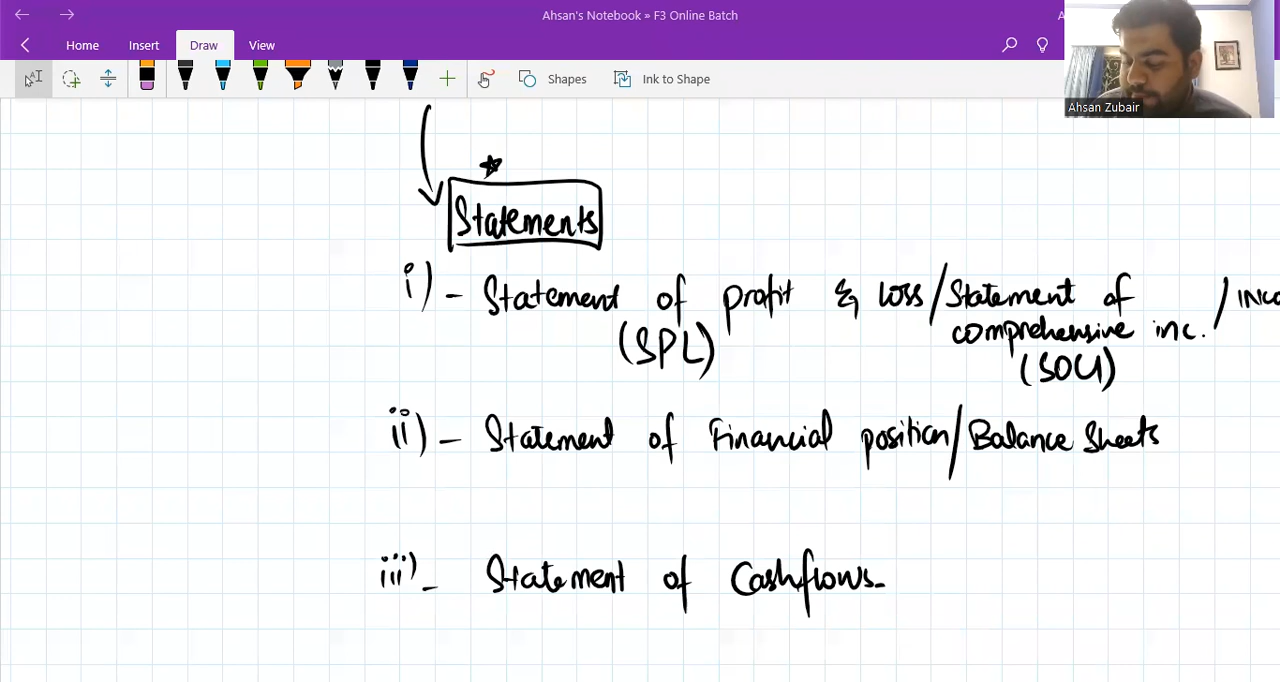 Ahsan's Notebook » F3 Online Batch
Home Insert Draw View
Shapes Ink to Shape
Ahsan Zubair
Statements
i) - Statement of profit & loss / Statement of comprehensive inc. /
(SPL) (SOCI)
ii) - Statement of Financial position / Balance Sheets
iii) - Statement of Cashflows-